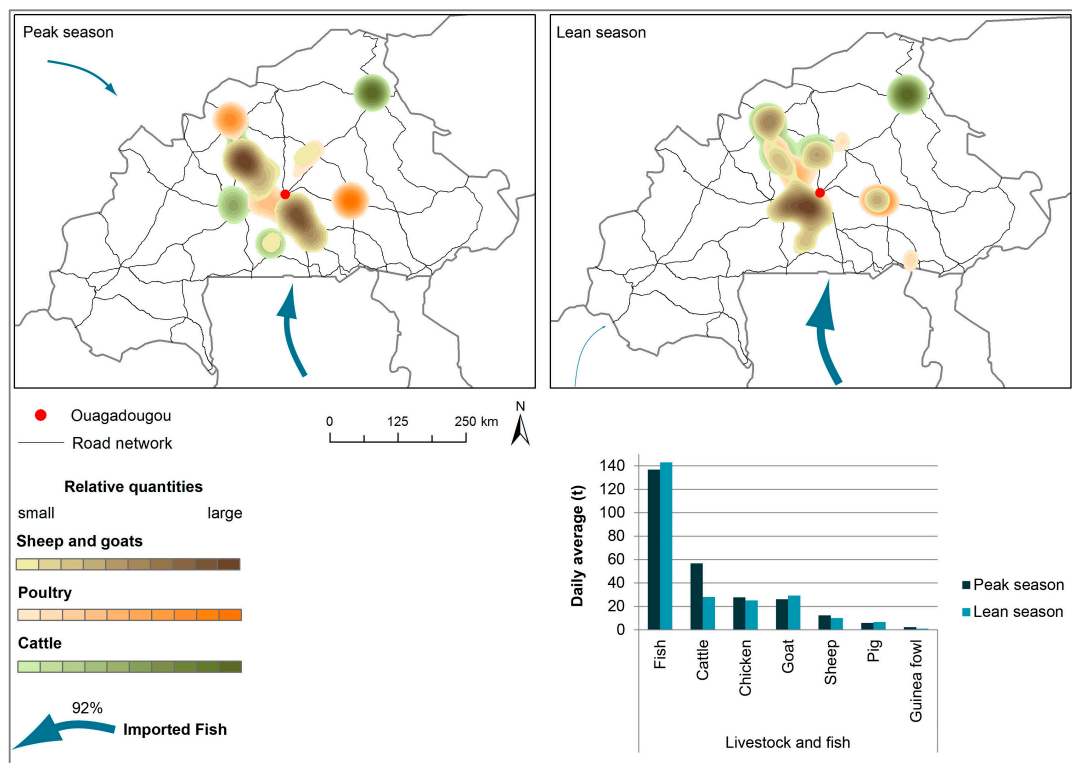 Peak season
Lean season
Ouagadougou
Road network
0 125 250 km
N
Relative quantities
small large
Sheep and goats
Poultry
Cattle
92%
Imported Fish
Daily average (t)
140
120
100
80
60
40
20
0
Fish
Cattle
Chicken
Goat
Sheep
Pig
Guinea fowl
Livestock and fish
Peak season
Lean season